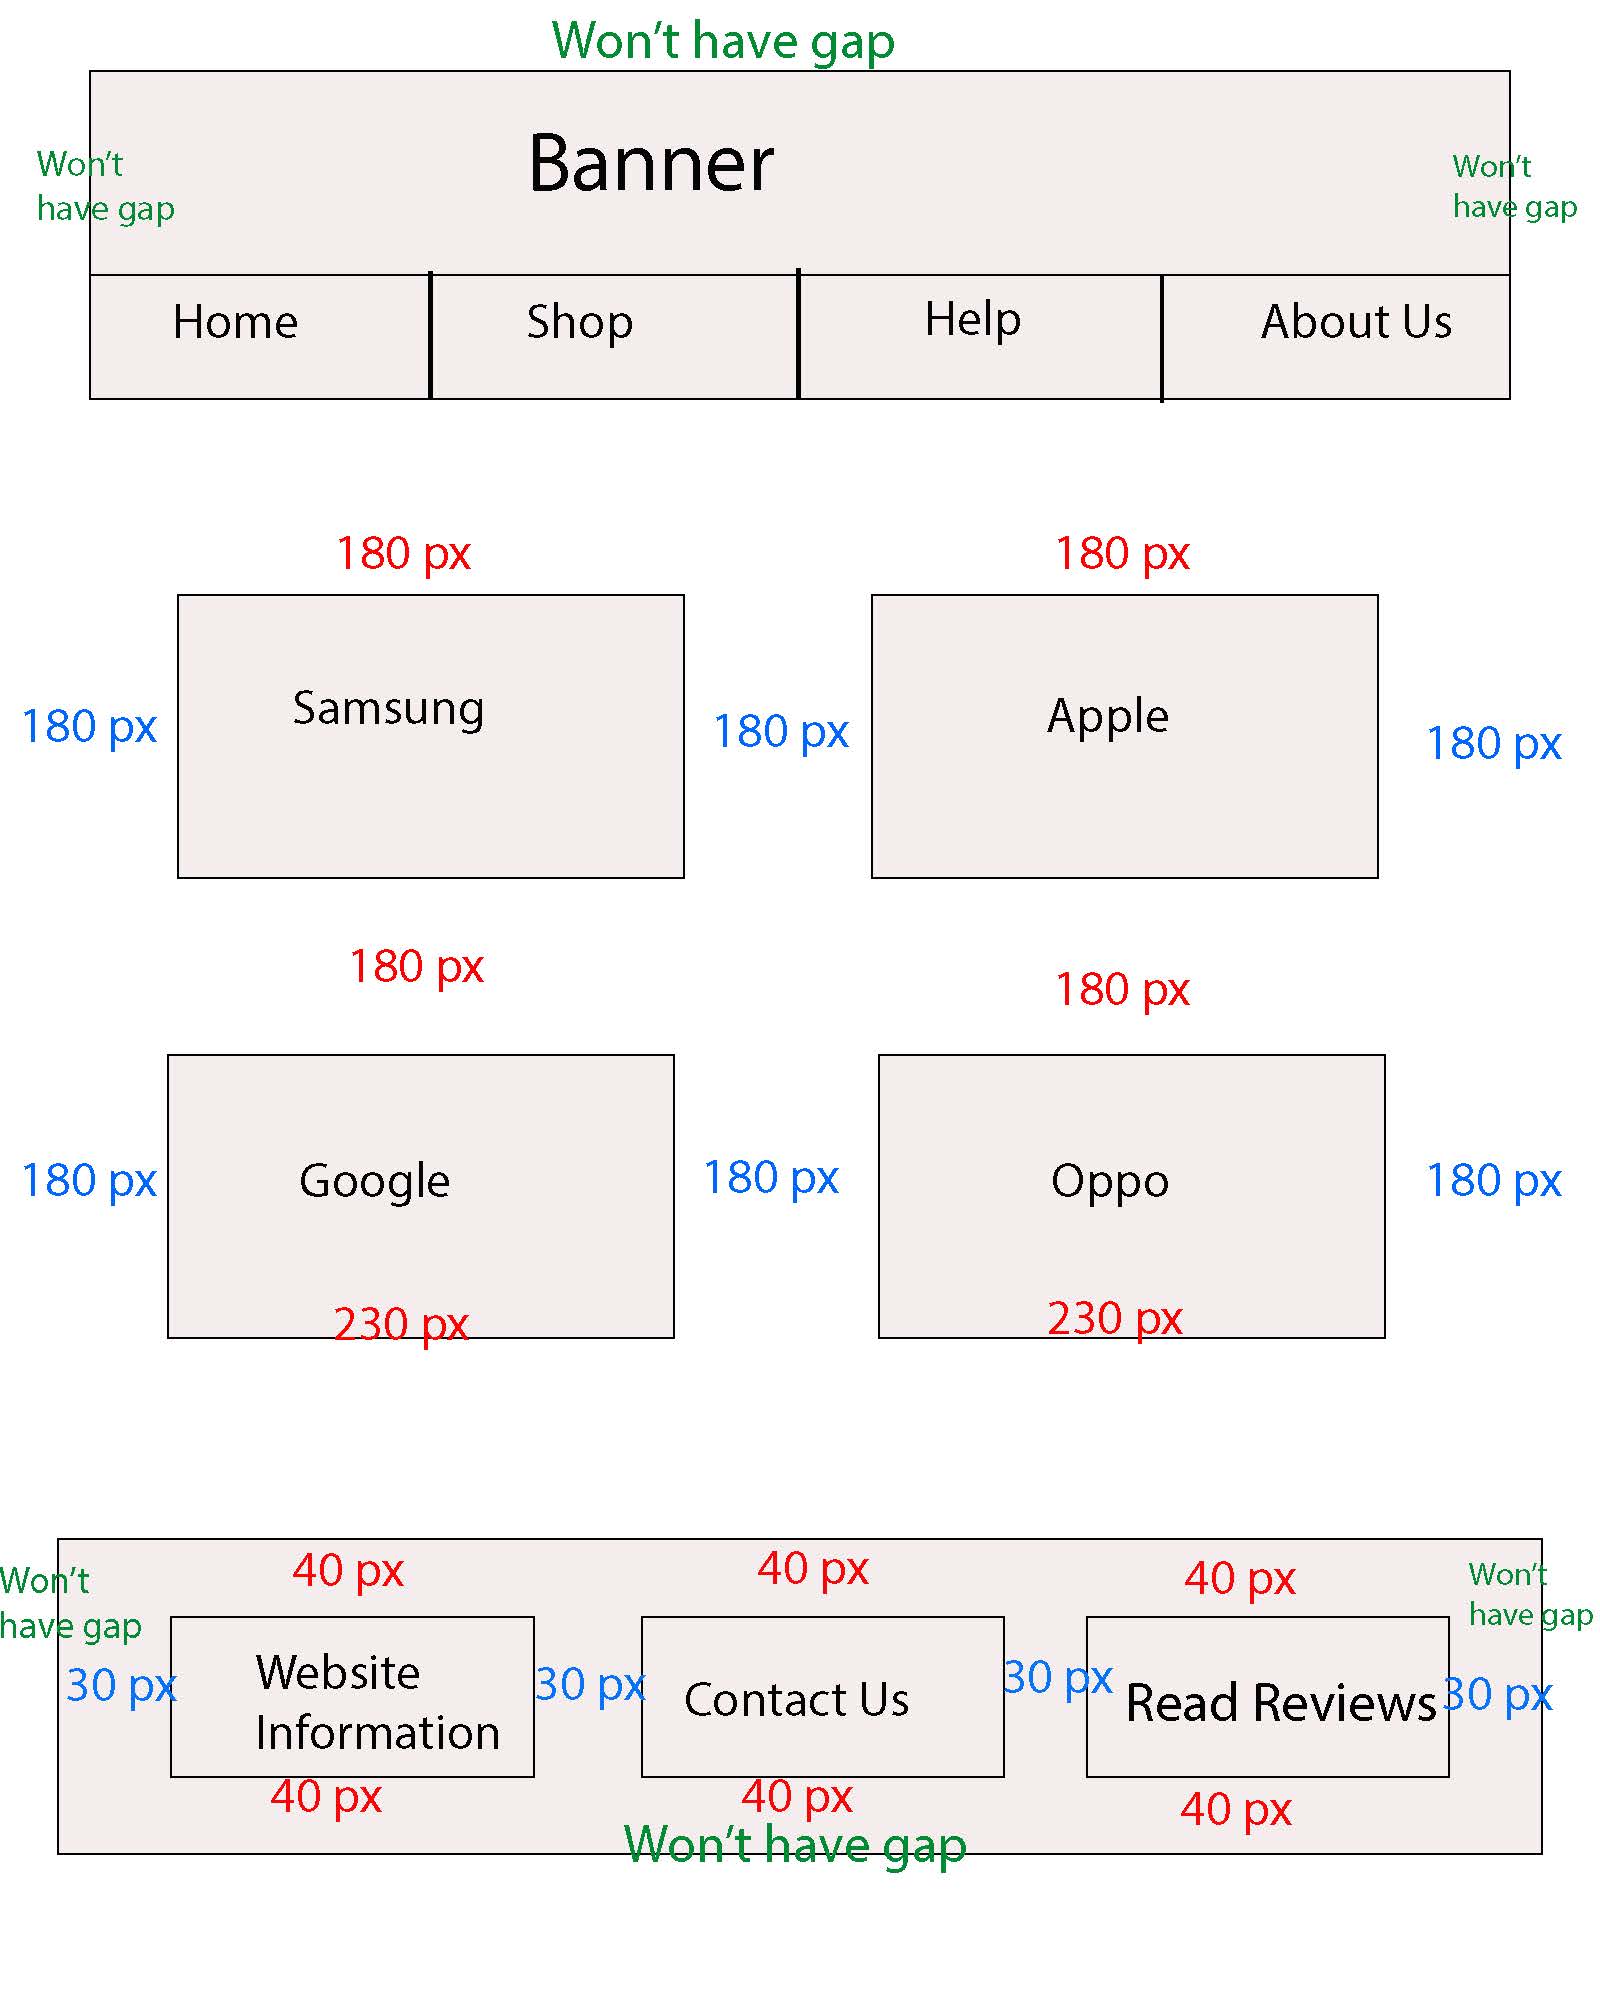 Won't have gap
Banner
Won't
have gap
Won't
have gap
Home
Shop
Help
About Us
180 px
180 px
Samsung
Apple
180 px
180 px
180 px
180 px
180 px
180 px
Google
180 px
Oppo
180 px
230 px
230 px
Won't
have gap
40 px
40 px
40 px
Won't
have gap
30 px
Website
Information
30 px
Contact Us
30 px
Read Reviews
30 px
40 px
40 px
40 px
Won't have gap